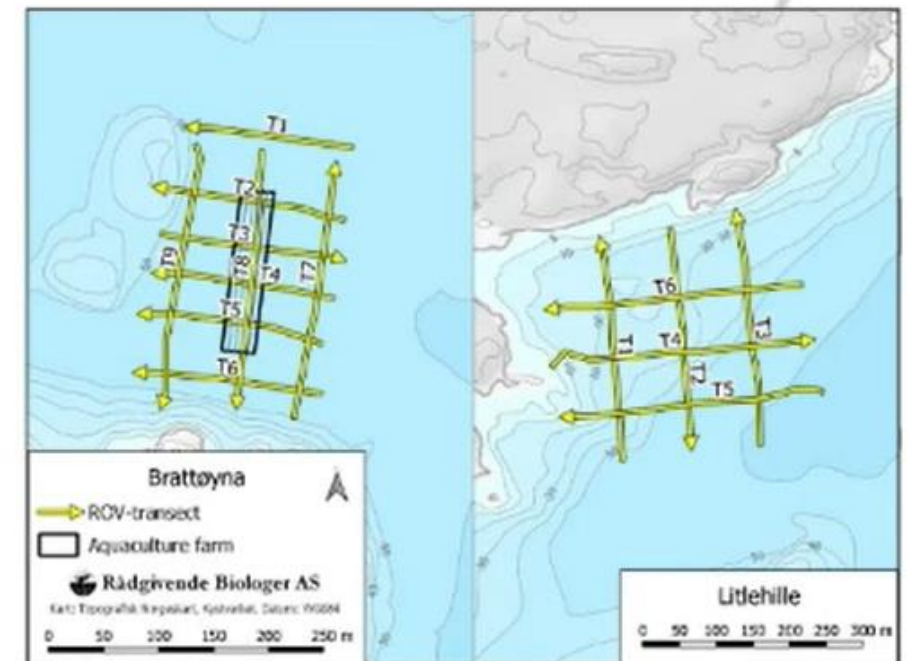 T1
T2
T3
T9
T8
T4
T7
T5
T6
Brattøyna
ROV-transect
Aquaculture farm
Rådgivende Biologer AS
0 50 100 150 200 250 m
T6
T1
T4
T3
T2
T5
Litlehille
0 50 100 150 200 250 300 m